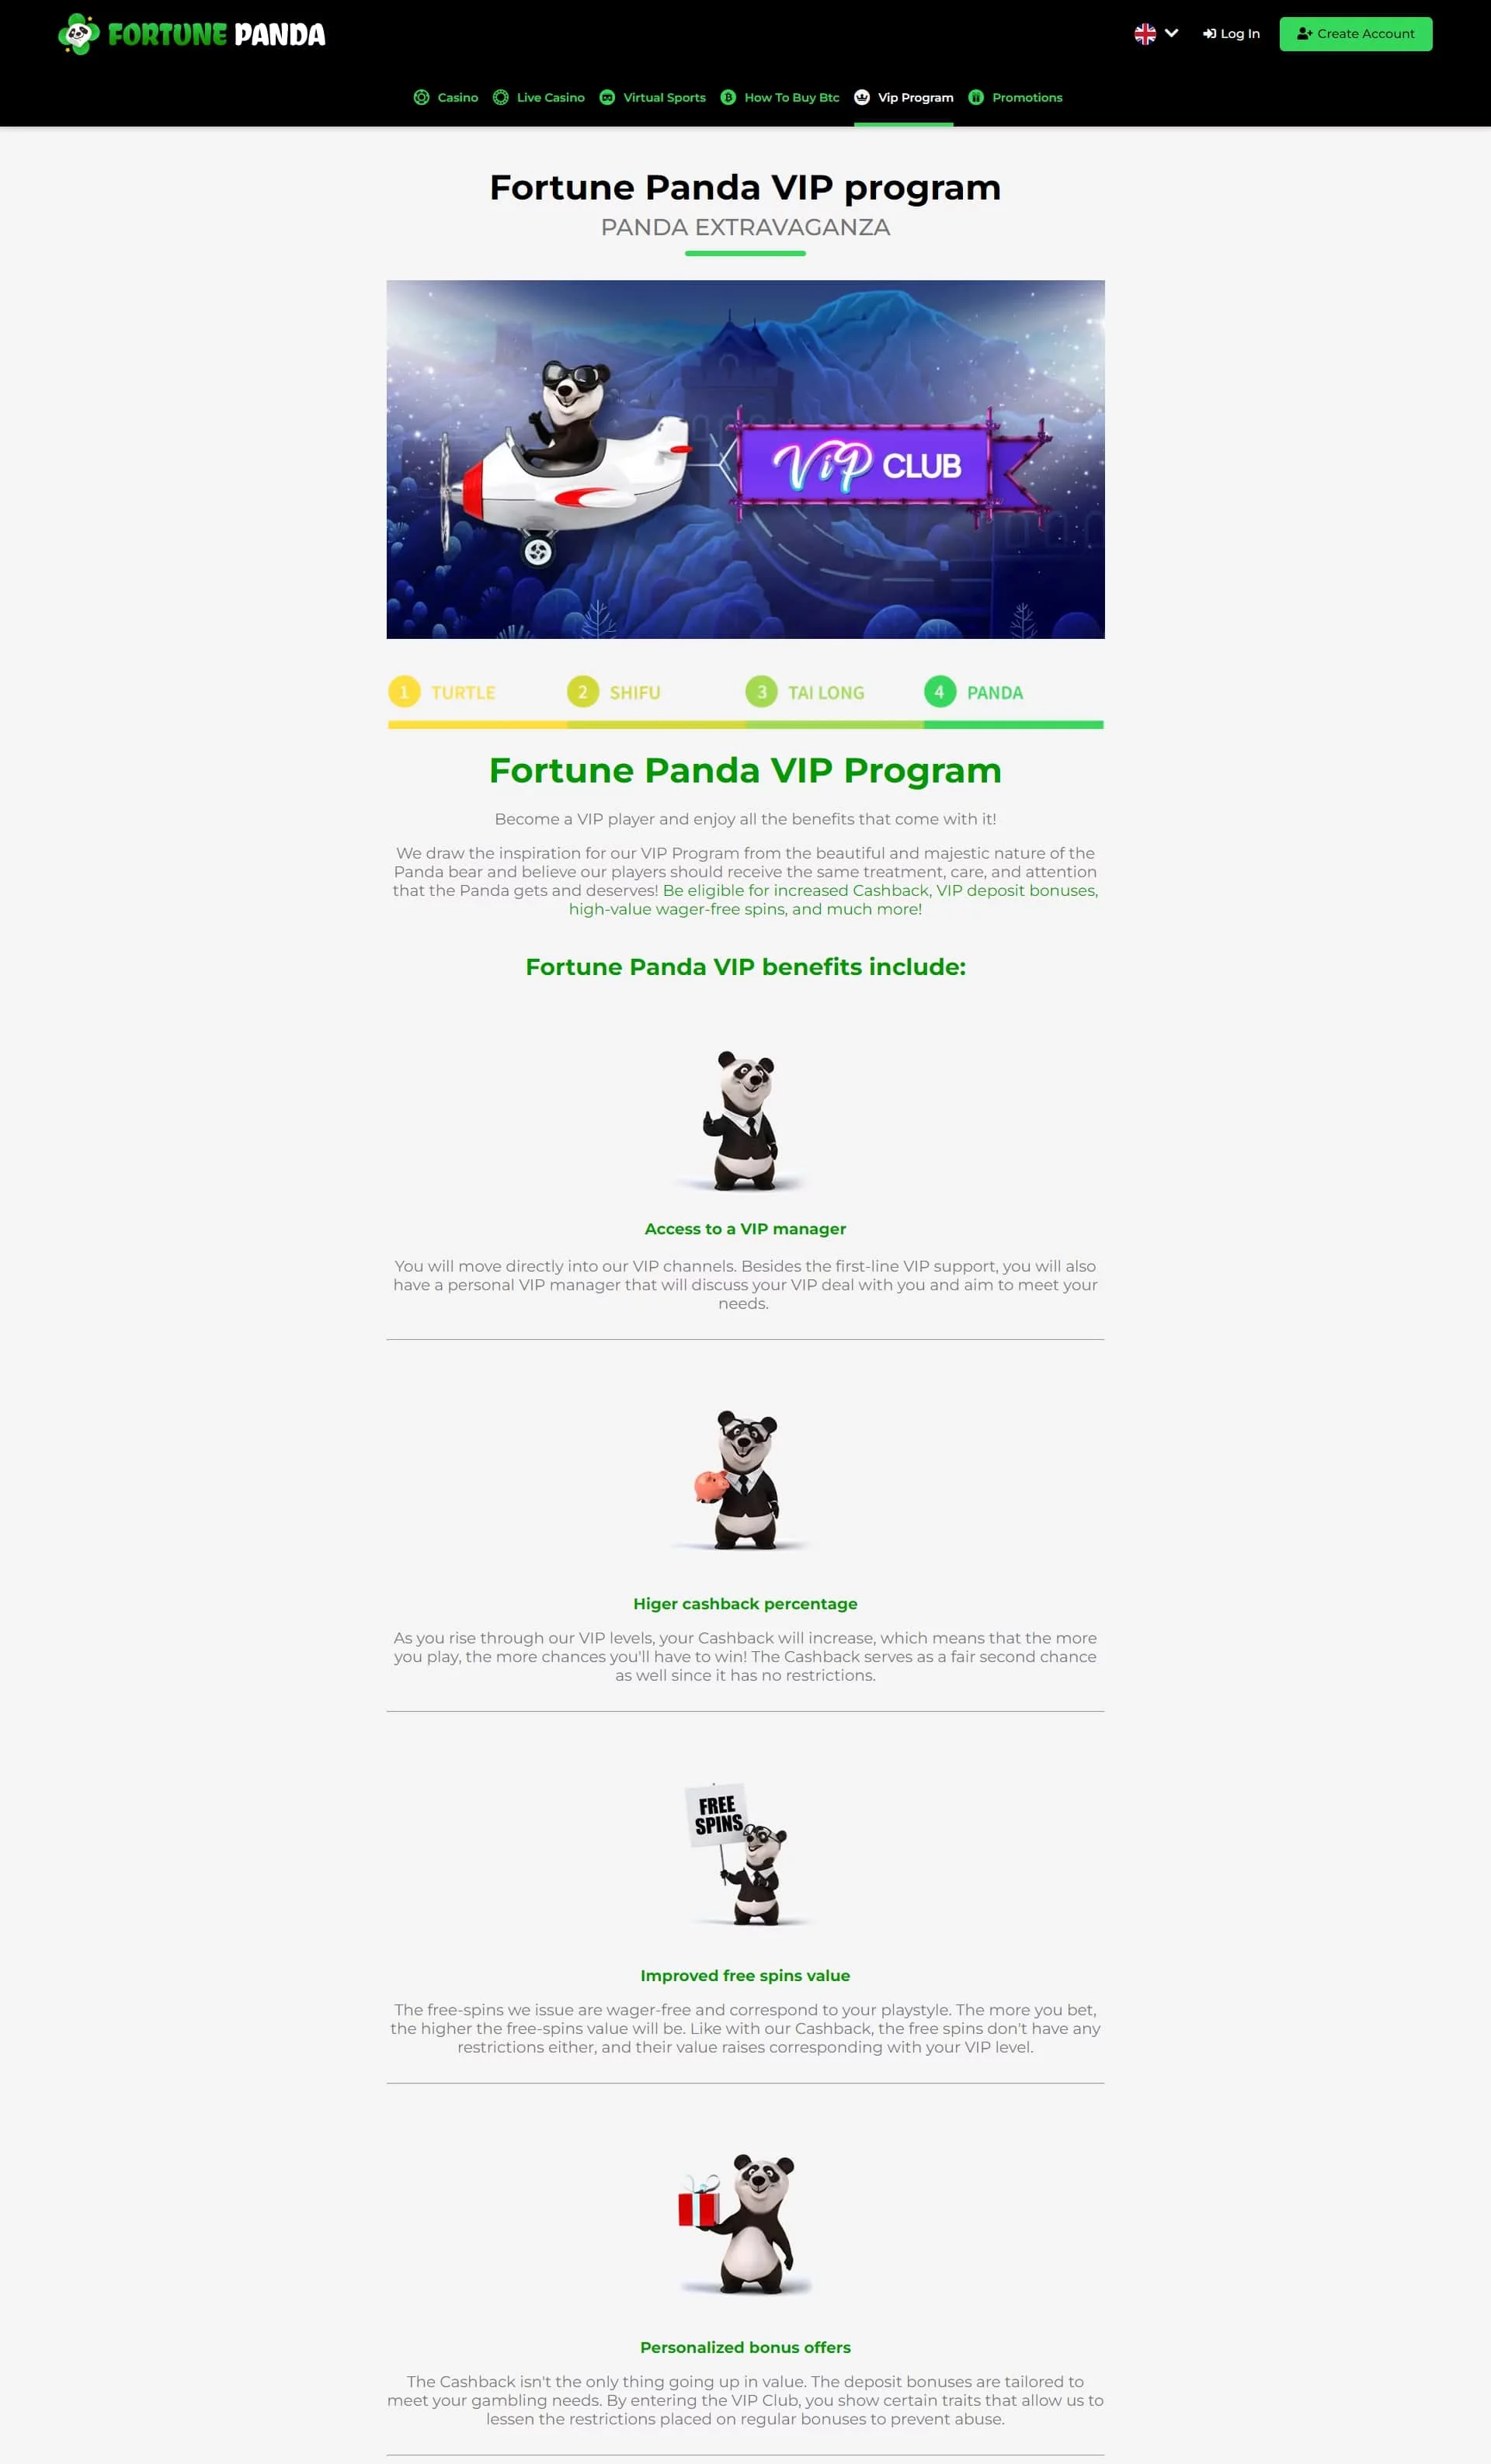 FORTUNE PANDA
Log In
Create Account
Casino
Live Casino
Virtual Sports
How To Buy Btc
Vip Program
Promotions
Fortune Panda VIP program
PANDA EXTRAVAGANZA
ViP CLUB
1 TURTLE
2 SHIFU
3 TAI LONG
4 PANDA
Fortune Panda VIP Program
Become a VIP player and enjoy all the benefits that come with it!
We draw the inspiration for our VIP Program from the beautiful and majestic nature of the
Panda bear and believe our players should receive the same treatment, care, and attention
that the Panda gets and deserves! Be eligible for increased Cashback, VIP deposit bonuses,
high-value wager-free spins, and much more!
Fortune Panda VIP benefits include:
Access to a VIP manager
You will move directly into our VIP channels. Besides the first-line VIP support, you will also
have a personal VIP manager that will discuss your VIP deal with you and aim to meet your
needs.
Higer cashback percentage
As you rise through our VIP levels, your Cashback will increase, which means that the more
you play, the more chances you'll have to win! The Cashback serves as a fair second chance
as well since it has no restrictions.
FREE
SPINS
Improved free spins value
The free-spins we issue are wager-free and correspond to your playstyle. The more you bet,
the higher the free-spins value will be. Like with our Cashback, the free spins don't have any
restrictions either, and their value raises corresponding with your VIP level.
Personalized bonus offers
The Cashback isn't the only thing going up in value. The deposit bonuses are tailored to
meet your gambling needs. By entering the VIP Club, you show certain traits that allow us to
lessen the restrictions placed on regular bonuses to prevent abuse.